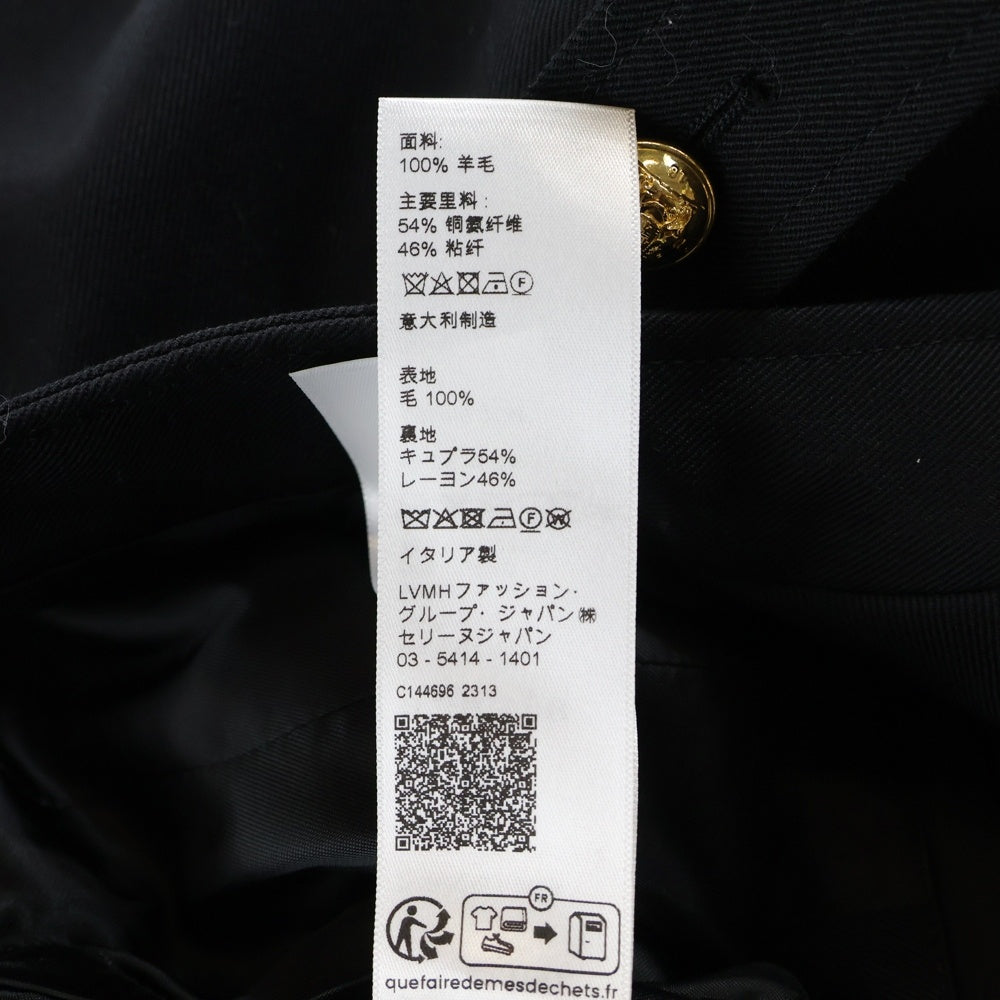 面料:
100% 羊毛
主要里料 :
54% 铜氨纤维
46% 粘纤
F
意大利制造
表地
毛 100%
裏地
キュプラ54%
レーヨン46%
F W
イタリア製
LVMHファッション・
グループ・ジャパン㈱
セリーヌジャパン
03 - 5414 - 1401
C144696 2313
FR
quefairedemesdechets.fr